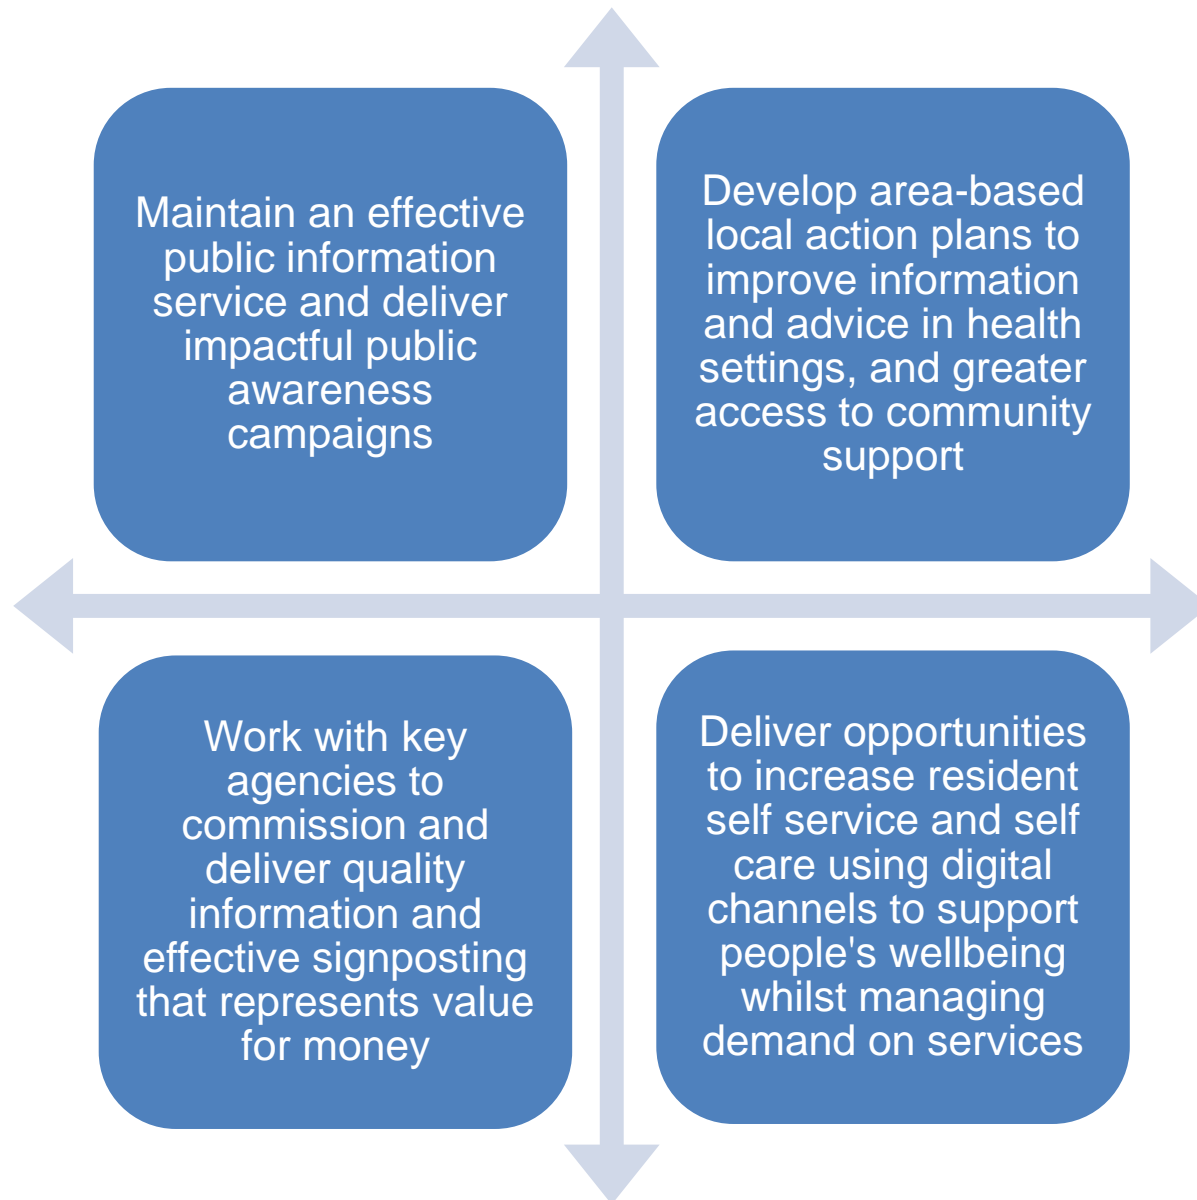 Maintain an effective
public information
service and deliver
impactful public
awareness
campaigns
Develop area-based
local action plans to
improve information
and advice in health
settings, and greater
access to community
support
Work with key
agencies to
commission and
deliver quality
information and
effective signposting
that represents value
for money
Deliver opportunities
to increase resident
self service and self
care using digital
channels to support
people's wellbeing
whilst managing
demand on services